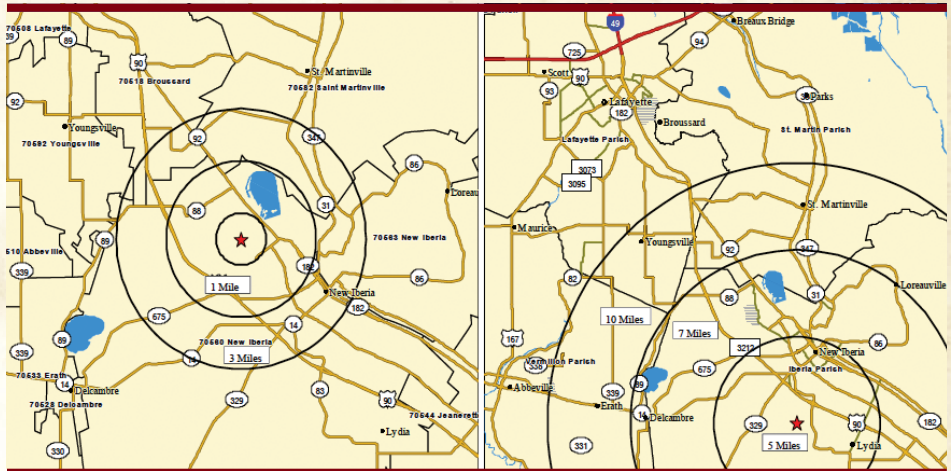 70508 Lafayette
89
90
70518 Broussard
St. Martinville
70582 Saint Martinville
92
Youngsville
70592 Youngsville
92
347
86
Loreau
88
31
89
70563 New Iberia
510 Abbeville
339
182
86
1 Mile
New Iberia
182
675
14
89
70560 New Iberia
339
14
3 Miles
70533 Erath
14
Delcambre
70528 Delcambre
329
83
90
70544 Jeanerette
Lydia
330
49
Breaux Bridge
94
725
Scott
90
93
Lafayette
182
Parks
Broussard
Lafayette Parish
St. Martin Parish
3073
3095
St. Martinville
Maurice
Youngsville
92
347
82
88
31
Loreauville
10 Miles
7 Miles
167
3212
86
New Iberia
Vermilion Parish
Iberia Parish
675
89
Abbeville
339
Erath
14
Delcambre
329
90
182
331
5 Miles
Lydia